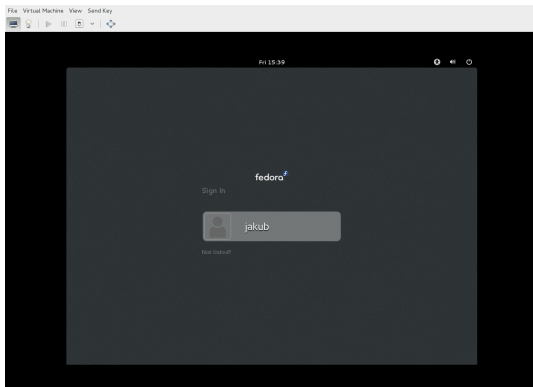 File Virtual Machine View Send Key
Fri 15:39
fedora
Sign In
jakub
Not listed?